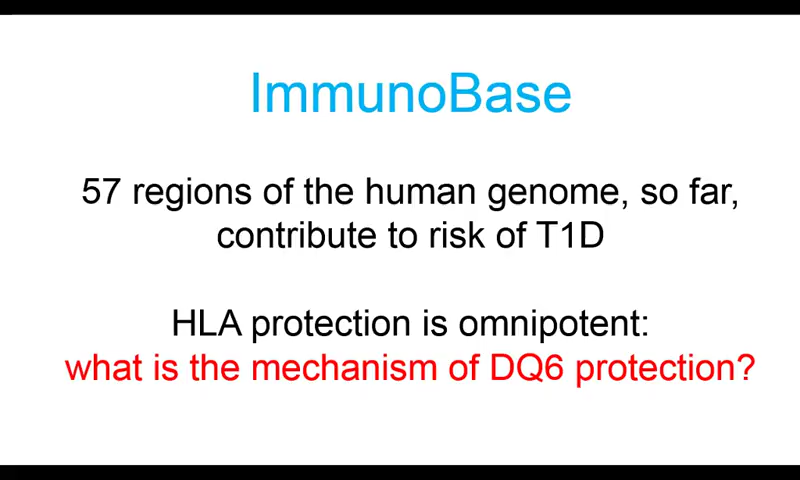 ImmunoBase
57 regions of the human genome, so far,
contribute to risk of T1D
HLA protection is omnipotent:
what is the mechanism of DQ6 protection?